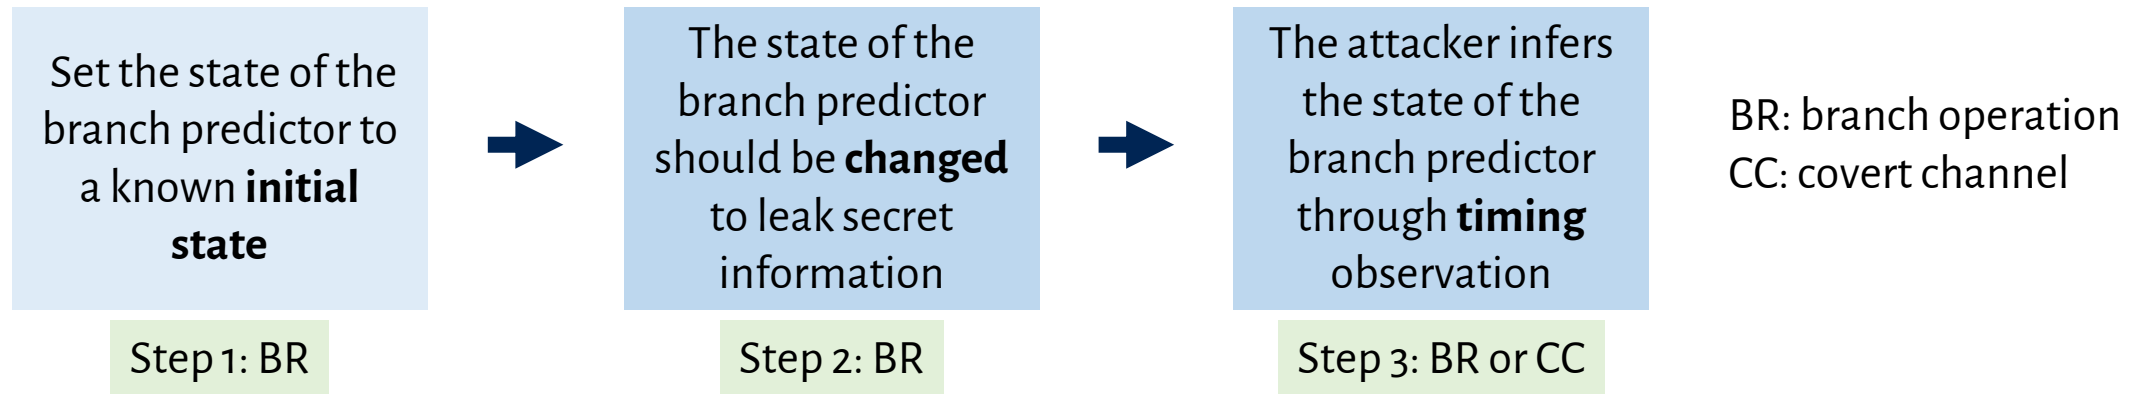 Set the state of the
branch predictor to
a known initial
state
Step 1: BR
The state of the
branch predictor
should be changed
to leak secret
information
Step 2: BR
The attacker infers
the state of the
branch predictor
through timing
observation
Step 3: BR or CC
BR: branch operation
CC: covert channel